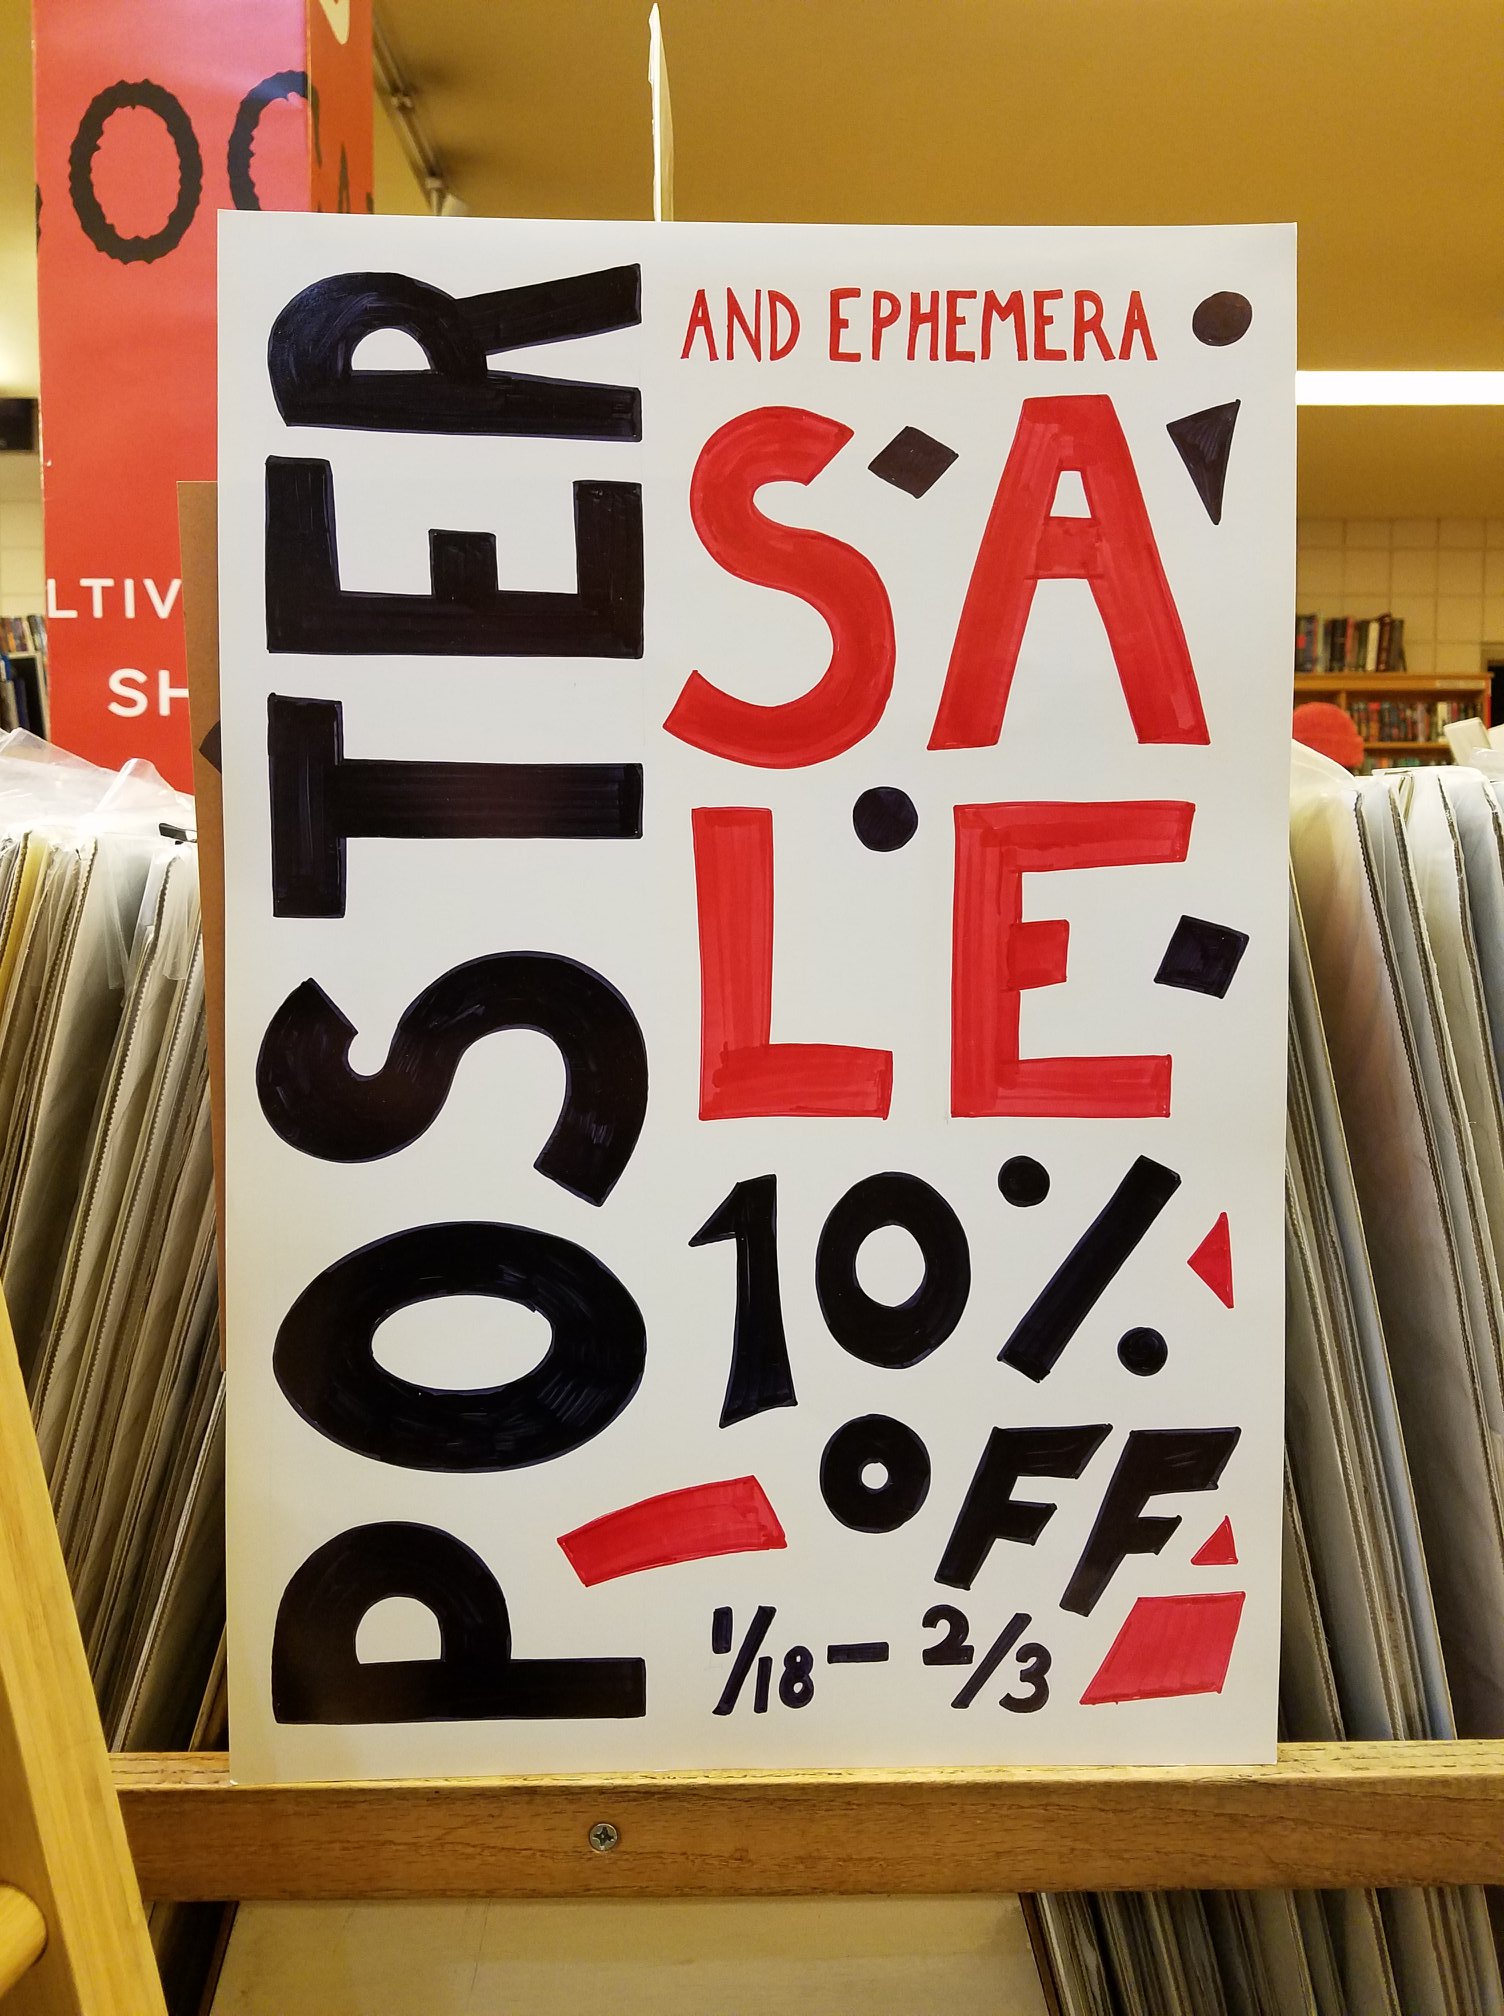 POSTER
AND EPHEMERA
SALE
10%
OFF
1/18 - 2/3